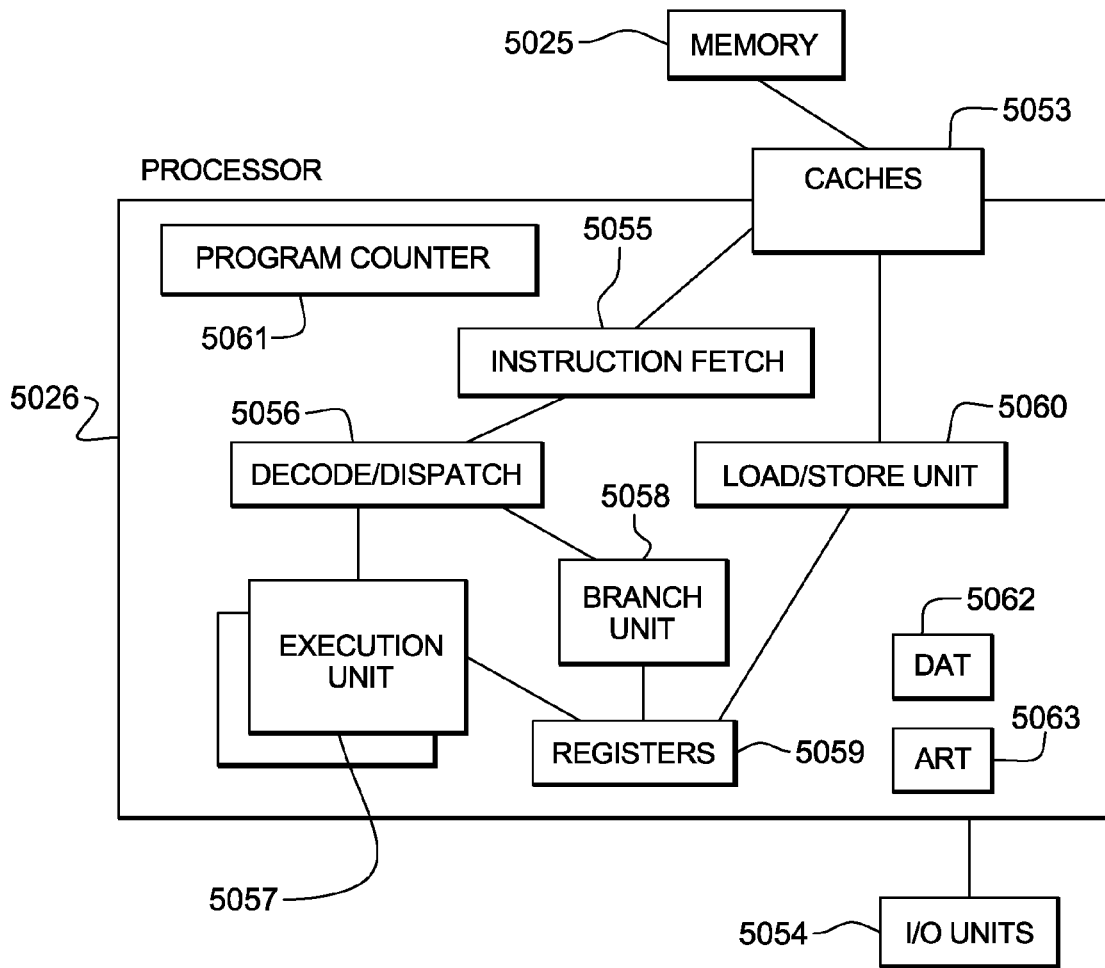 5025
MEMORY
5053
PROCESSOR
CACHES
5055
PROGRAM COUNTER
5061
INSTRUCTION FETCH
5026
5056
5060
DECODE/DISPATCH
LOAD/STORE UNIT
5058
BRANCH
UNIT
5062
EXECUTION
UNIT
DAT
5063
REGISTERS
5059
ART
5057
5054
I/O UNITS